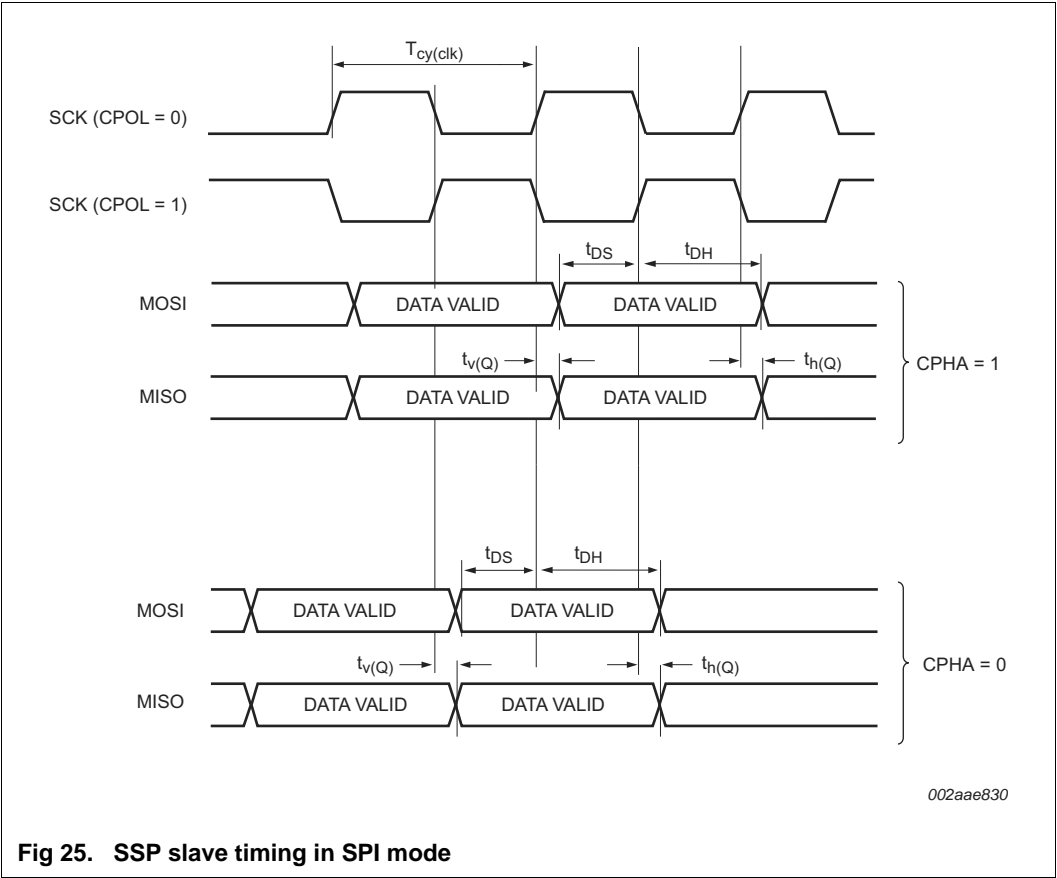 Tcy(clk)
SCK (CPOL = 0)
SCK (CPOL = 1)
tDS tDH
MOSI DATA VALID DATA VALID
tv(Q) th(Q)
CPHA = 1
MISO DATA VALID DATA VALID
tDS tDH
MOSI DATA VALID DATA VALID
tv(Q) th(Q)
CPHA = 0
MISO DATA VALID DATA VALID
002aae830
Fig 25. SSP slave timing in SPI mode